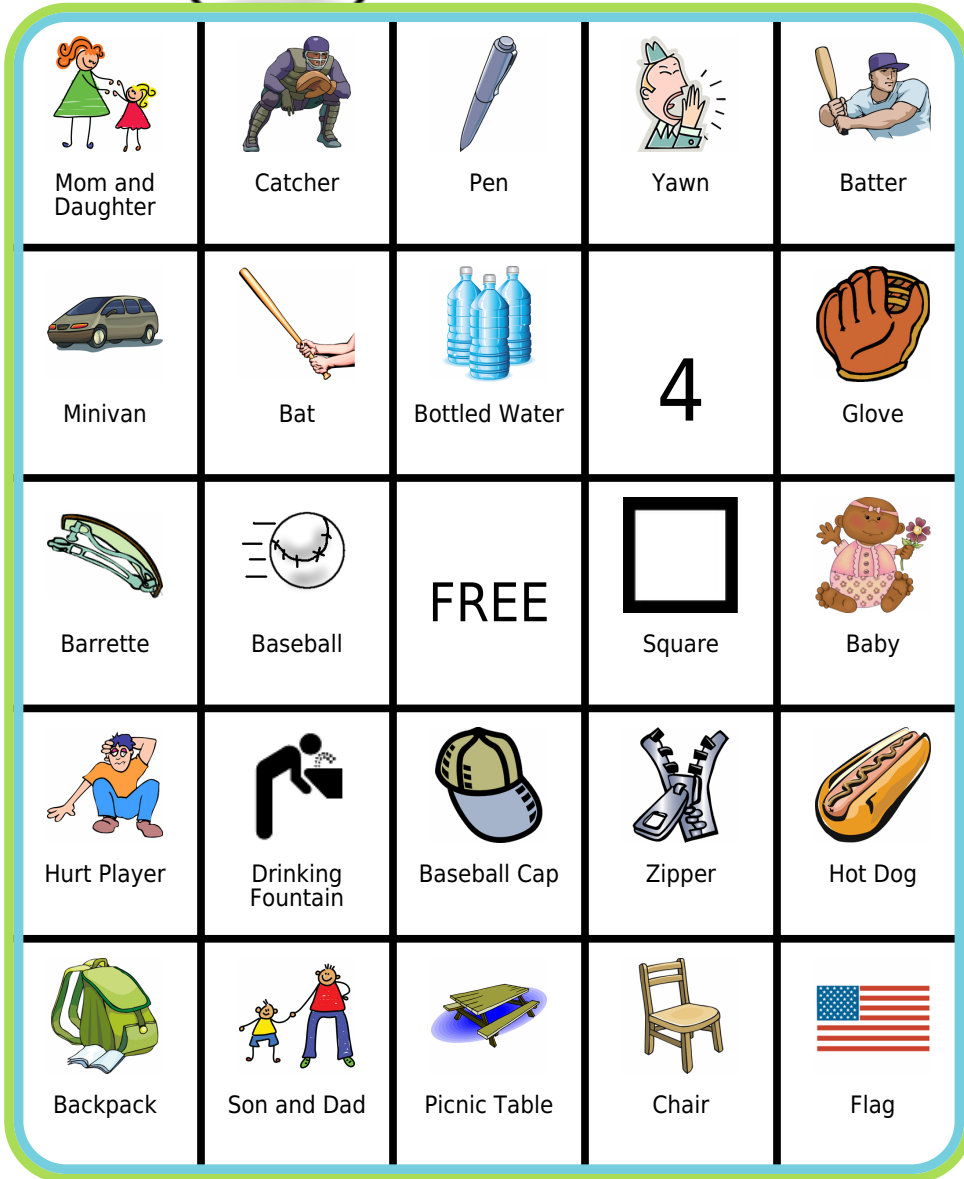 Mom and
Daughter
Catcher
Pen
Yawn
Batter
Minivan
Bat
Bottled Water
4
Glove
Barrette
Baseball
FREE
Square
Baby
Hurt Player
Drinking
Fountain
Baseball Cap
Zipper
Hot Dog
Backpack
Son and Dad
Picnic Table
Chair
Flag